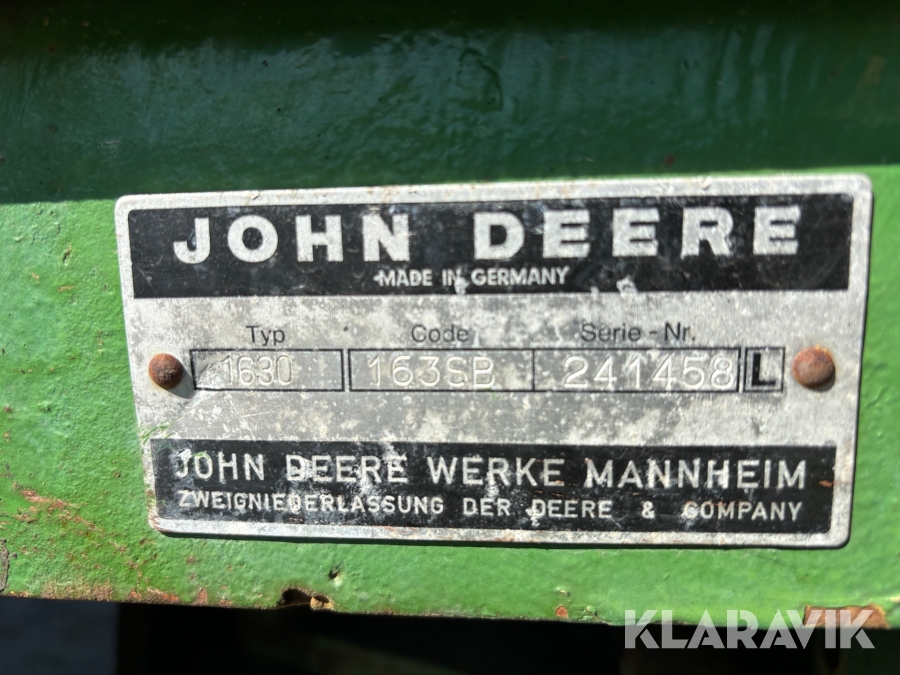 JOHN DEERE
MADE IN GERMANY
Typ Code Serie-Nr.
1630 163SB 241458 L
JOHN DEERE WERKE MANNHEIM
ZWEIGNIEDERLASSUNG DER DEERE & COMPANY
KLARAVIK